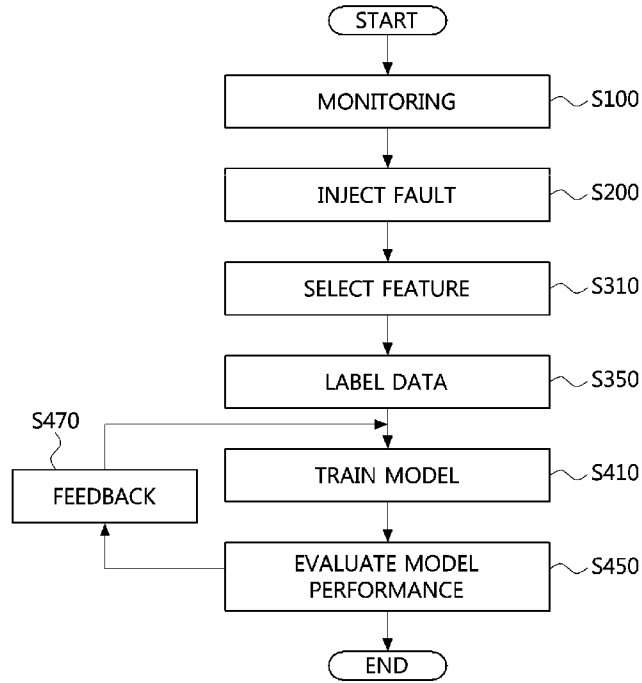 START
MONITORING
S100
INJECT FAULT
S200
SELECT FEATURE
S310
LABEL DATA
S350
S470
FEEDBACK
TRAIN MODEL
S410
EVALUATE MODEL
PERFORMANCE
S450
END